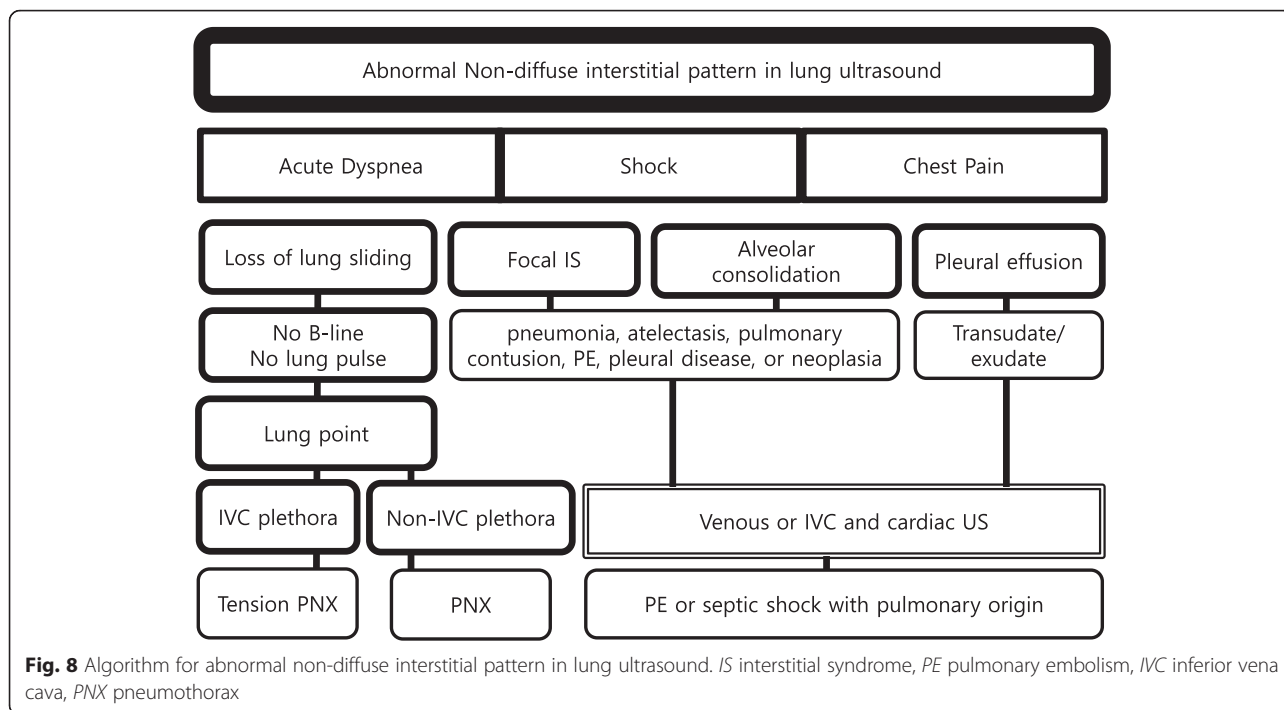 Abnormal Non-diffuse interstitial pattern in lung ultrasound
Acute Dyspnea
Shock
Chest Pain
Loss of lung sliding
Focal IS
Alveolar
consolidation
Pleural effusion
No B-line
No lung pulse
pneumonia, atelectasis, pulmonary
contusion, PE, pleural disease, or neoplasia
Transudate/
exudate
Lung point
IVC plethora
Non-IVC plethora
Venous or IVC and cardiac US
Tension PNX
PNX
PE or septic shock with pulmonary origin
Fig. 8 Algorithm for abnormal non-diffuse interstitial pattern in lung ultrasound. IS interstitial syndrome, PE pulmonary embolism, IVC inferior vena
cava, PNX pneumothorax